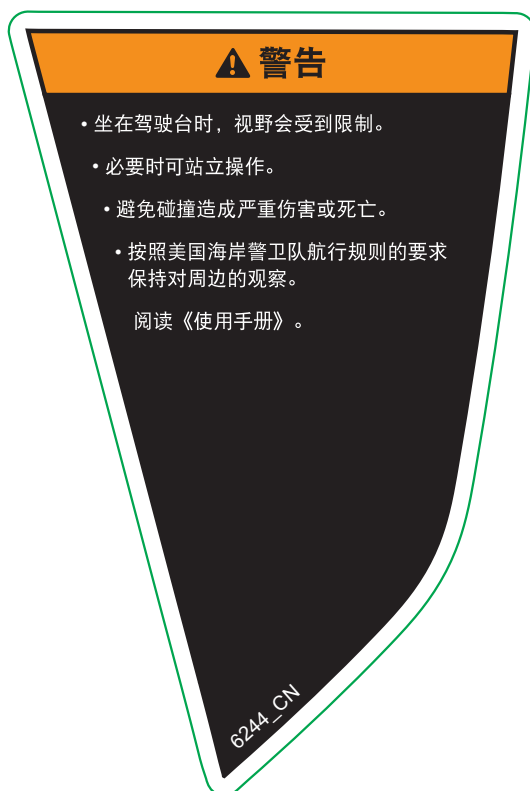 警告
• 坐在驾驶台时，视野会受到限制。
• 必要时可站立操作。
• 避免碰撞造成严重伤害或死亡。
• 按照美国海岸警卫队航行规则的要求
保持对周边的观察。
阅读《使用手册》。
6244_CN